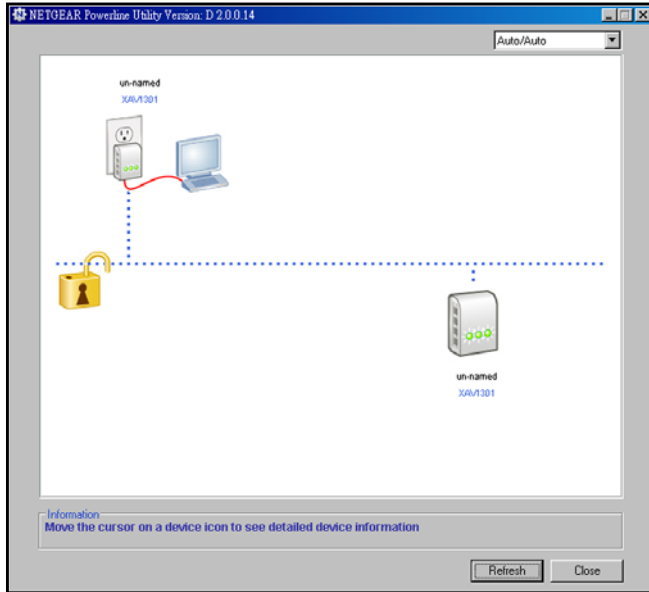 NETGEAR Powerline Utility Version: D 2.0.0.14
Auto/Auto
un-named
XAV1301
un-named
XAV1301
Information
Move the cursor on a device icon to see detailed device information
Refresh
Close